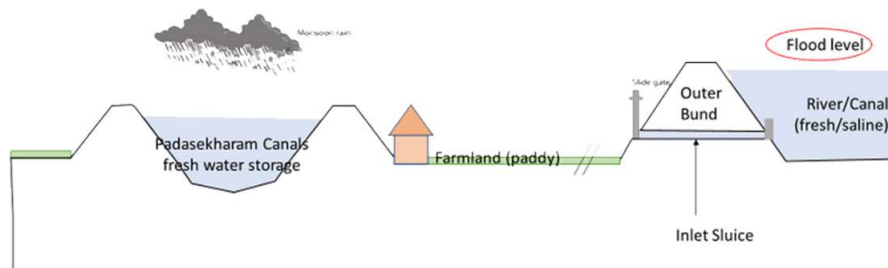 Monsoon rain
Flood level
Slide gate
Outer
Bund
River/Canal
(fresh/saline)
Padasekharam Canals
fresh water storage
Farmland (paddy)
Inlet Sluice